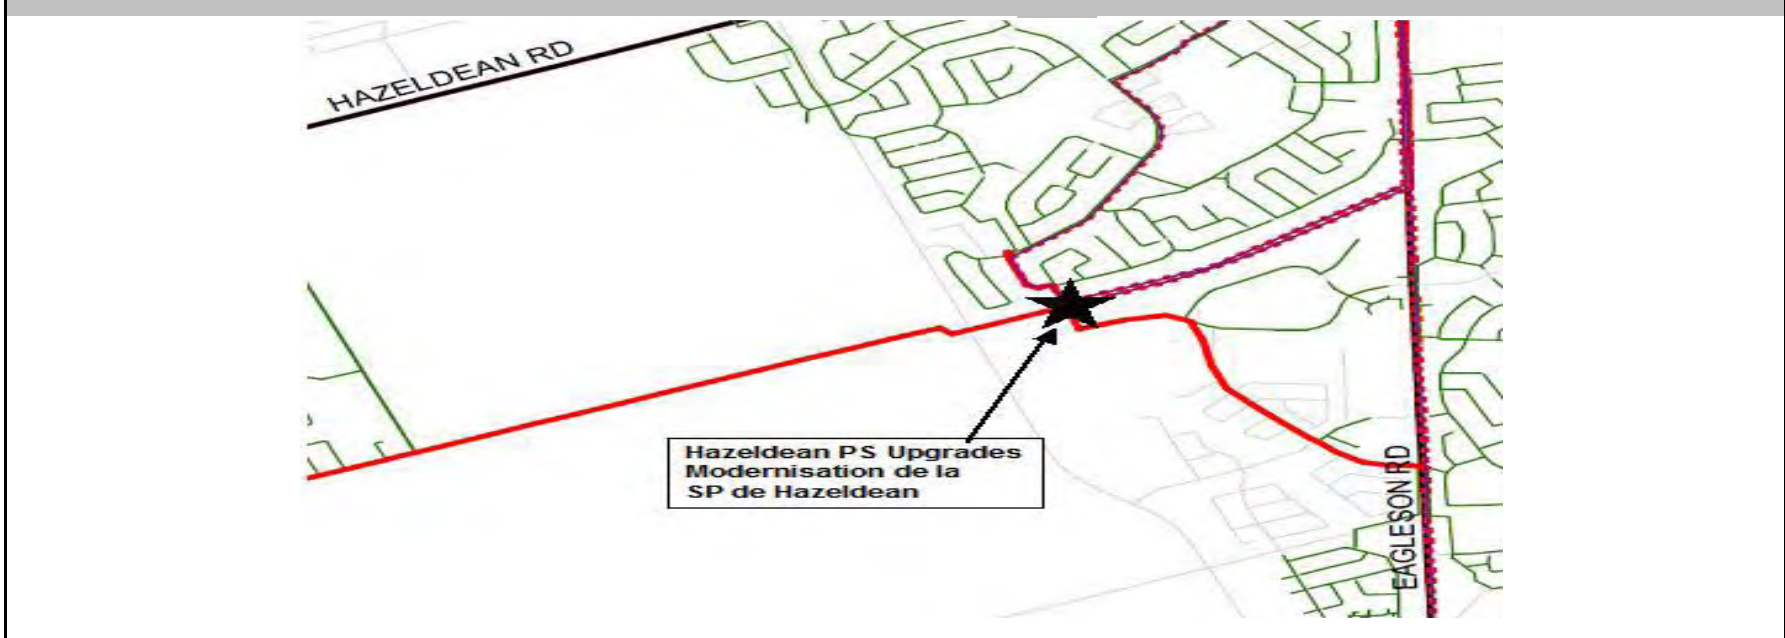 HAZELDEAN RD
Hazeldean PS Upgrades
Modernisation de la
SP de Hazeldean
EAGLESON RD